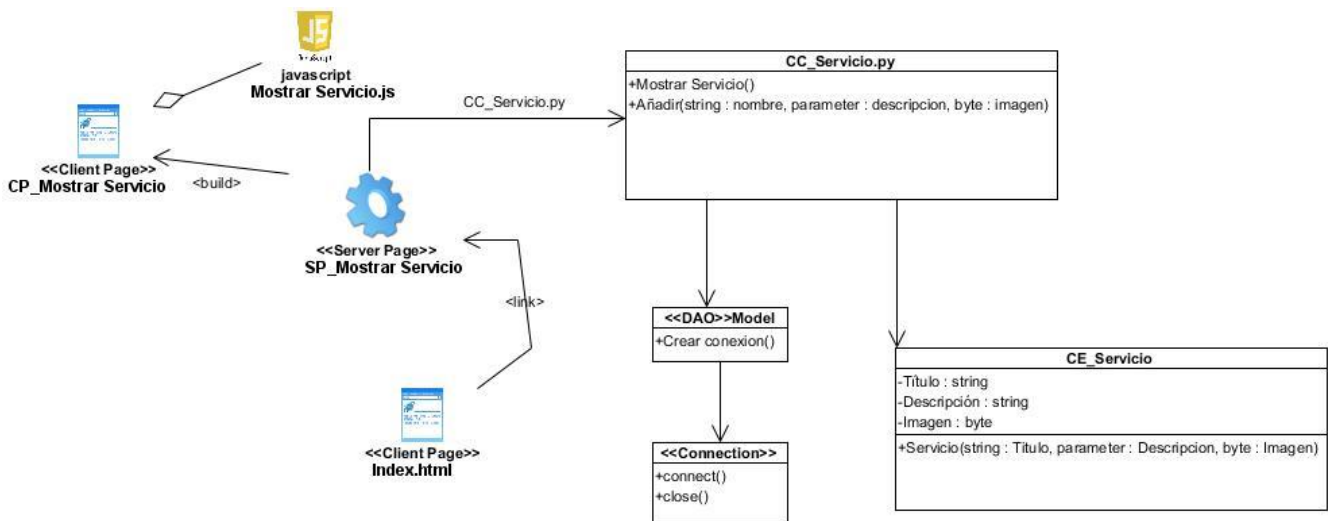 JS
JavaScript
javascript
Mostrar Servicio.js
<<Client Page>>
CP_Mostrar Servicio
<build>
<<Server Page>>
SP_Mostrar Servicio
<link>
<<Client Page>>
Index.html
CC_Servicio.py
CC_Servicio.py
+Mostrar Servicio()
+Añadir(string : nombre, parameter : descripcion, byte : imagen)
<<DAO>>Model
+Crear conexion()
<<Connection>>
+connect()
+close()
CE_Servicio
-Título : string
-Descripción : string
-Imagen : byte
+Servicio(string : Titulo, parameter : Descripcion, byte : Imagen)